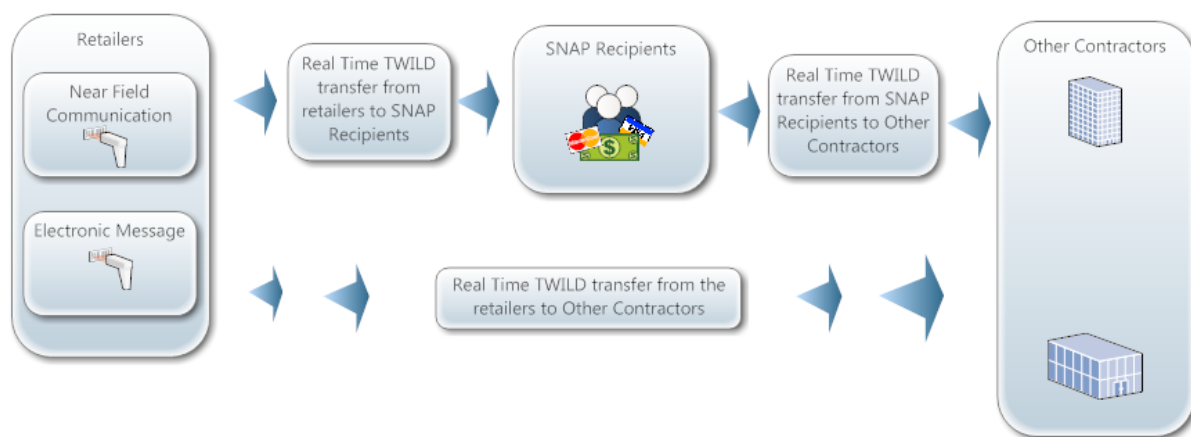 Retailers
Near Field
Communication
Electronic Message
Real Time TWILD
transfer from
retailers to SNAP
Recipients
SNAP Recipients
Real Time TWILD
transfer from SNAP
Recipients to Other
Contractors
Other Contractors
Real Time TWILD transfer from the
retailers to Other Contractors